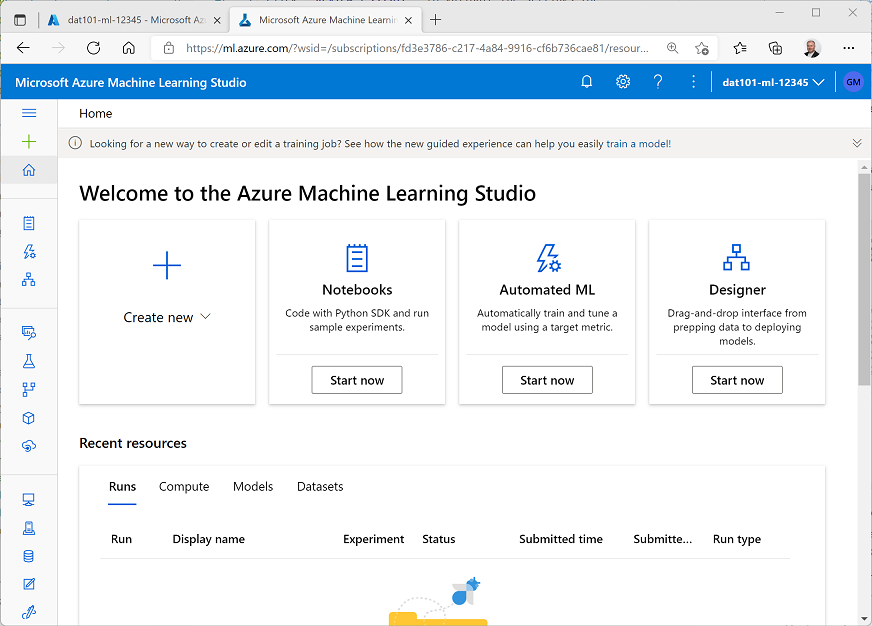 dat101-ml-12345 - Microsoft Az
Microsoft Azure Machine Learnin
https://ml.azure.com/?wsid=/subscriptions/fd3e3786-c217-4a84-9916-cf6b736cae81/resour...
Microsoft Azure Machine Learning Studio
dat101-ml-12345
GM
Home
Looking for a new way to create or edit a training job? See how the new guided experience can help you easily train a model!
Welcome to the Azure Machine Learning Studio
Create new
Notebooks
Code with Python SDK and run
sample experiments.
Start now
Automated ML
Automatically train and tune a
model using a target metric.
Start now
Designer
Drag-and-drop interface from
prepping data to deploying
models.
Start now
Recent resources
Runs Compute Models Datasets
Run Display name Experiment Status Submitted time Submitte... Run type